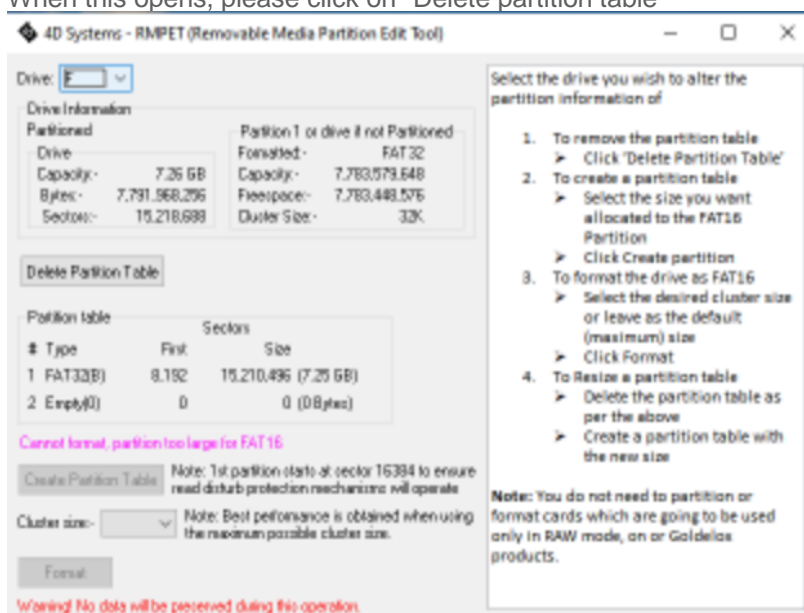 When this opens, please click on "Delete partition table"
4D Systems - RMPET (Removable Media Partition Edit Tool)
Drive: F
Drive Information
Partitioned
Drive
Capacity:- 7.26 GB
Bytes:- 7,791,968,256
Sectors:- 15,218,688
Partition 1 or drive if not Partitioned
Formatted:- FAT32
Capacity:- 7,783,579,648
Freespace:- 7,783,448,576
Cluster Size:- 32K
Delete Partition Table
Partition table
Sectors
# Type First Size
1 FAT32(B) 8,192 15,210,496 (7.25 GB)
2 Empty(0) 0 0 (0 Bytes)
Cannot format, partition too large for FAT16
Create Partition Table
Note: 1st partition starts at sector 16384 to ensure
read disturb protection mechanisms will operate
Cluster size:-
Note: Best performance is obtained when using
the maximum possible cluster size.
Format
Warning! No data will be preserved during this operation.
Select the drive you wish to alter the
partition information of
1. To remove the partition table
➢ Click 'Delete Partition Table'
2. To create a partition table
➢ Select the size you want
allocated to the FAT16
Partition
➢ Click Create partition
3. To format the drive as FAT16
➢ Select the desired cluster size
or leave as the default
(maximum) size
➢ Click Format
4. To Resize a partition table
➢ Delete the partition table as
per the above
➢ Create a partition table with
the new size
Note: You do not need to partition or
format cards which are going to be used
only in RAW mode, on or Goldelox
products.